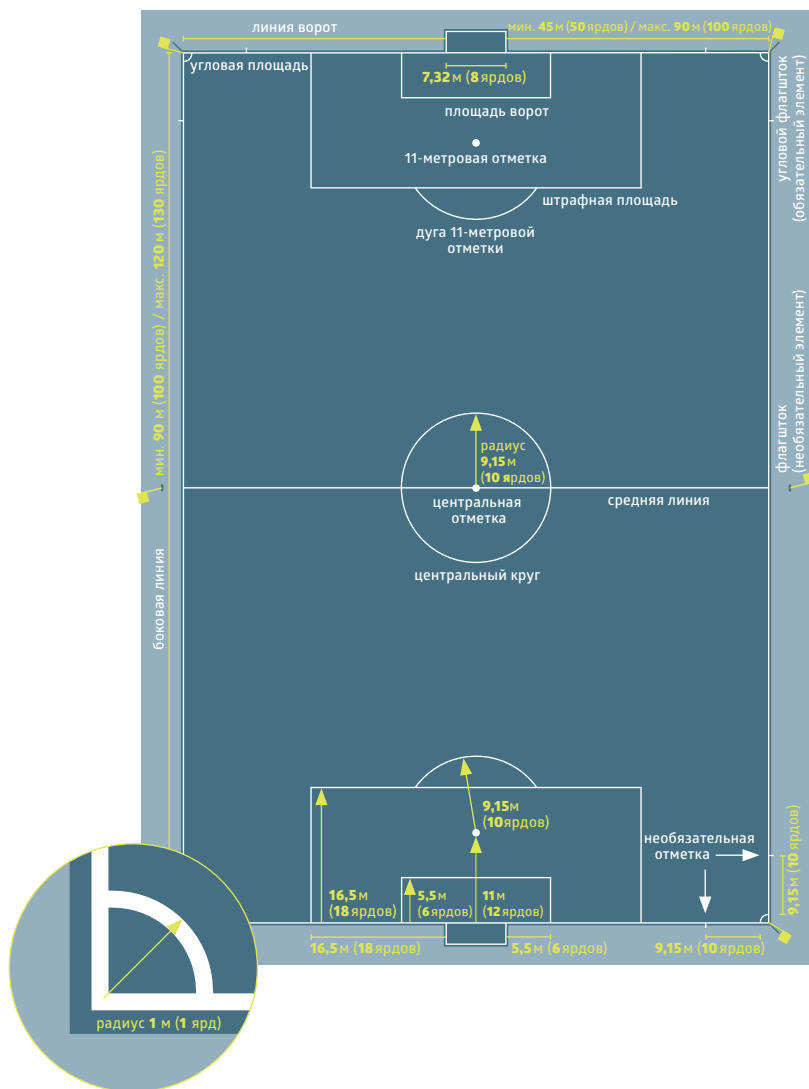 линия ворот
мин. 45 м (50 ярдов) / макс. 90 м (100 ярдов)
угловая площадь
7,32 м (8 ярдов)
площадь ворот
11-метровая отметка
штрафная площадь
дуга 11-метровой
отметки
угловой флагшток
(обязательный элемент)
мин. 90 м (100 ярдов) / макс. 120 м (130 ярдов)
флагшток
(необязательный элемент)
радиус
9,15 м
(10 ярдов)
центральная
отметка
средняя линия
центральный круг
боковая линия
9,15м
(10ярдов)
необязательная
отметка
9,15м (10 ярдов)
16,5 м
(18 ярдов)
5,5 м
(6 ярдов)
11 м
(12 ярдов)
16,5 м (18 ярдов)
5,5 м (6 ярдов)
9,15 м (10 ярдов)
радиус 1 м (1 ярд)